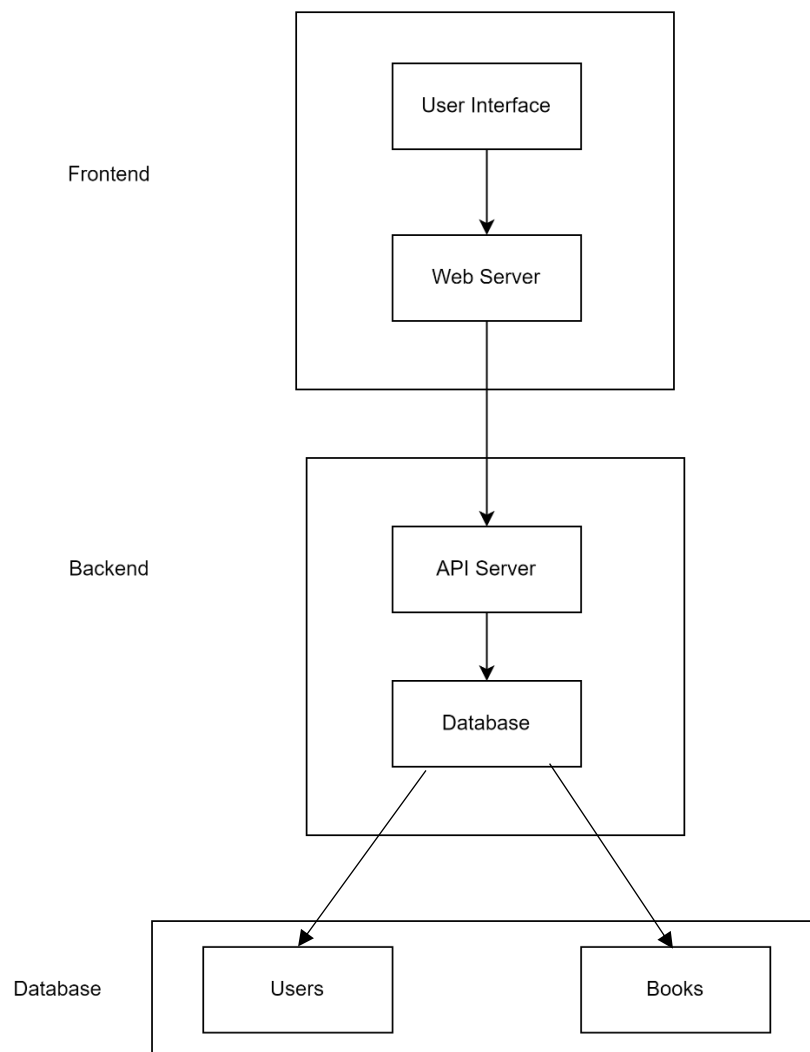 User Interface
Frontend
Web Server
Backend
API Server
Database
Database
Users
Books